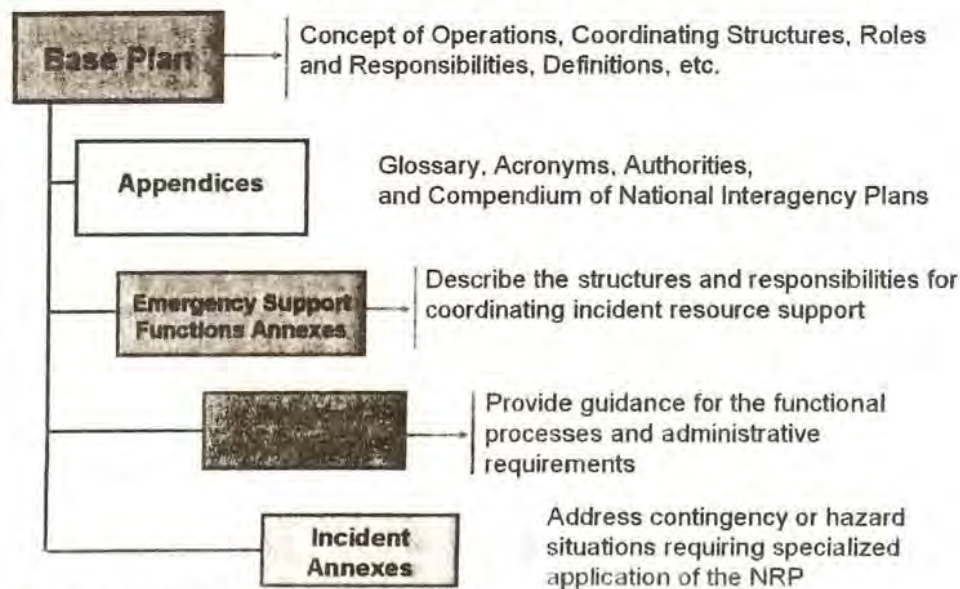 Base Plan
Concept of Operations, Coordinating Structures, Roles
and Responsibilities, Definitions, etc.
Appendices
Glossary, Acronyms, Authorities,
and Compendium of National Interagency Plans
Emergency Support
Functions Annexes
Describe the structures and responsibilities for
coordinating incident resource support
Provide guidance for the functional
processes and administrative
requirements
Incident
Annexes
Address contingency or hazard
situations requiring specialized
application of the NRP